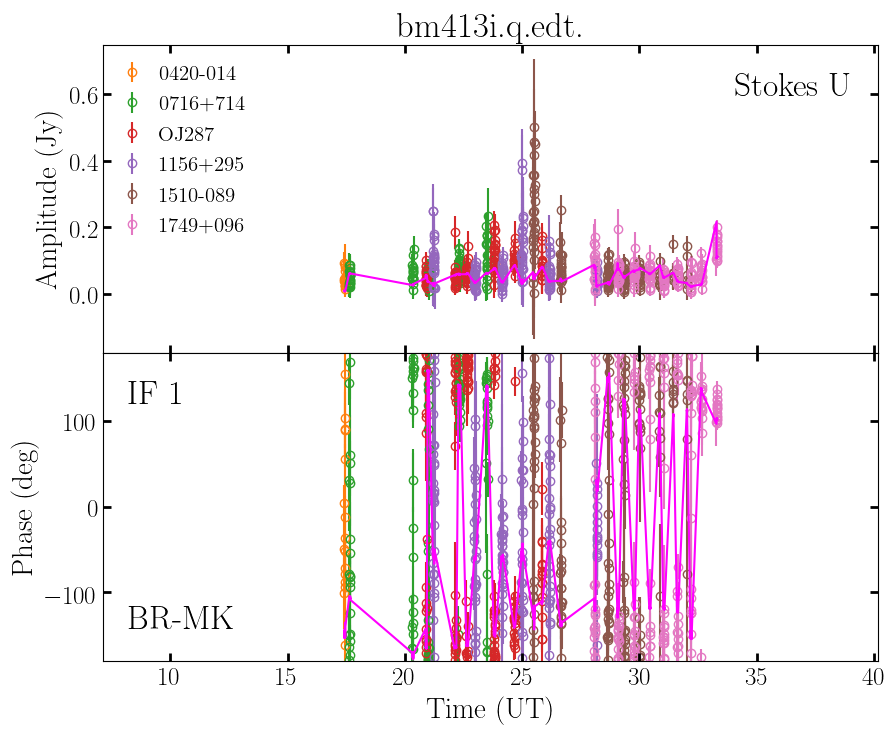 bm413i.q.edt.
0420-014
0716+714
OJ287
1156+295
1510-089
1749+096
Stokes U
Amplitude (Jy)
0.6
0.4
0.2
0.0
IF 1
BR-MK
Phase (deg)
100
0
−100
10 15 20 25 30 35 40
Time (UT)